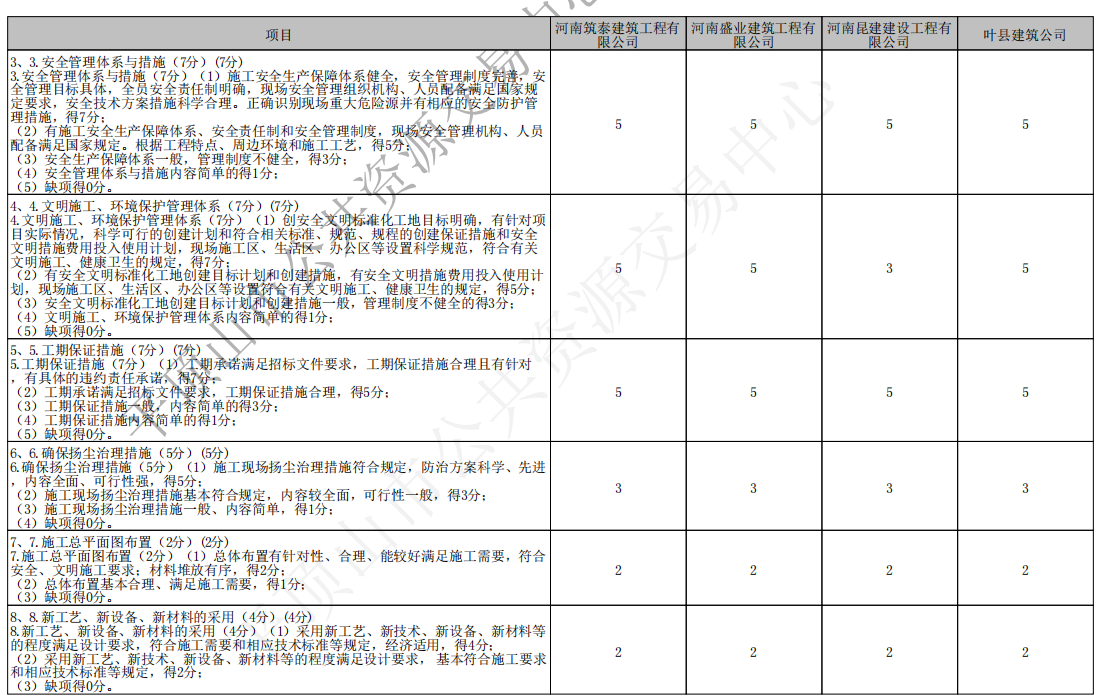 项目
河南筑泰建筑工程有
限公司
河南盛业建筑工程有
限公司
河南昆建建设工程有
限公司
叶县建筑公司
3、3.安全管理体系与措施（7分）(7分)
3.安全管理体系与措施（7分）（1）施工安全生产保障体系健全，安全管理制度完善，安
全管理目标具体，全员安全责任制明确，现场安全管理组织机构、人员配备满足国家规
定要求，安全技术方案措施科学合理。正确识别现场重大危险源并有相应的安全防护管
理措施，得7分；
（2）有施工安全生产保障体系、安全责任制和安全管理制度，现场安全管理机构、人员
配备满足国家规定。根据工程特点、周边环境和施工工艺，得5分；
（3）安全生产保障体系一般，管理制度不健全，得3分；
（4）安全管理体系与措施内容简单的得1分；
（5）缺项得0分。
5
5
5
5
4、4.文明施工、环境保护管理体系（7分）(7分)
4.文明施工、环境保护管理体系（7分）（1）创安全文明标准化工地目标明确，有针对项
目实际情况，科学可行的创建计划和符合相关标准、规范、规程的创建保证措施和安全
文明措施费用投入使用计划，现场施工区、生活区、办公区等设置科学规范，符合有关
文明施工、健康卫生的规定，得7分；
（2）有安全文明标准化工地创建目标计划和创建措施，有安全文明措施费用投入使用计
划，现场施工区、生活区、办公区等设置符合有关文明施工、健康卫生的规定，得5分；
（3）安全文明标准化工地创建目标计划和创建措施一般，管理制度不健全的得3分；
（4）文明施工、环境保护管理体系内容简单的得1分；
（5）缺项得0分。
5
5
3
5
5、5.工期保证措施（7分）(7分)
5.工期保证措施（7分）（1）工期承诺满足招标文件要求，工期保证措施合理且有针对
，有具体的违约责任承诺，得7分；
（2）工期承诺满足招标文件要求，工期保证措施合理，得5分；
（3）工期保证措施一般，内容简单的得3分；
（4）工期保证措施内容简单的得1分；
（5）缺项得0分。
5
5
5
5
6、6.确保扬尘治理措施（5分）(5分)
6.确保扬尘治理措施（5分）（1）施工现场扬尘治理措施符合规定，防治方案科学、先进
，内容全面、可行性强，得5分；
（2）施工现场扬尘治理措施基本符合规定，内容较全面，可行性一般，得3分；
（3）施工现场扬尘治理措施一般、内容简单，得1分；
（4）缺项得0分。
3
3
3
3
7、7.施工总平面图布置（2分）(2分)
7.施工总平面图布置（2分）（1）总体布置有针对性、合理、能较好满足施工需要，符合
安全、文明施工要求；材料堆放有序，得2分；
（2）总体布置基本合理、满足施工需要，得1分；
（3）缺项得0分。
2
2
2
2
8、8.新工艺、新设备、新材料的采用（4分）(4分)
8.新工艺、新设备、新材料的采用（4分）（1）采用新工艺、新技术、新设备、新材料等
的程度满足设计要求，符合施工需要和相应技术标准等规定，经济适用，得4分；
（2）采用新工艺、新技术、新设备、新材料等的程度满足设计要求， 基本符合施工要求
和相应技术标准等规定，得2分；
（3）缺项得0分。
2
2
2
2
平顶山市公共资源交易中心
顶山市公共资源交易中心